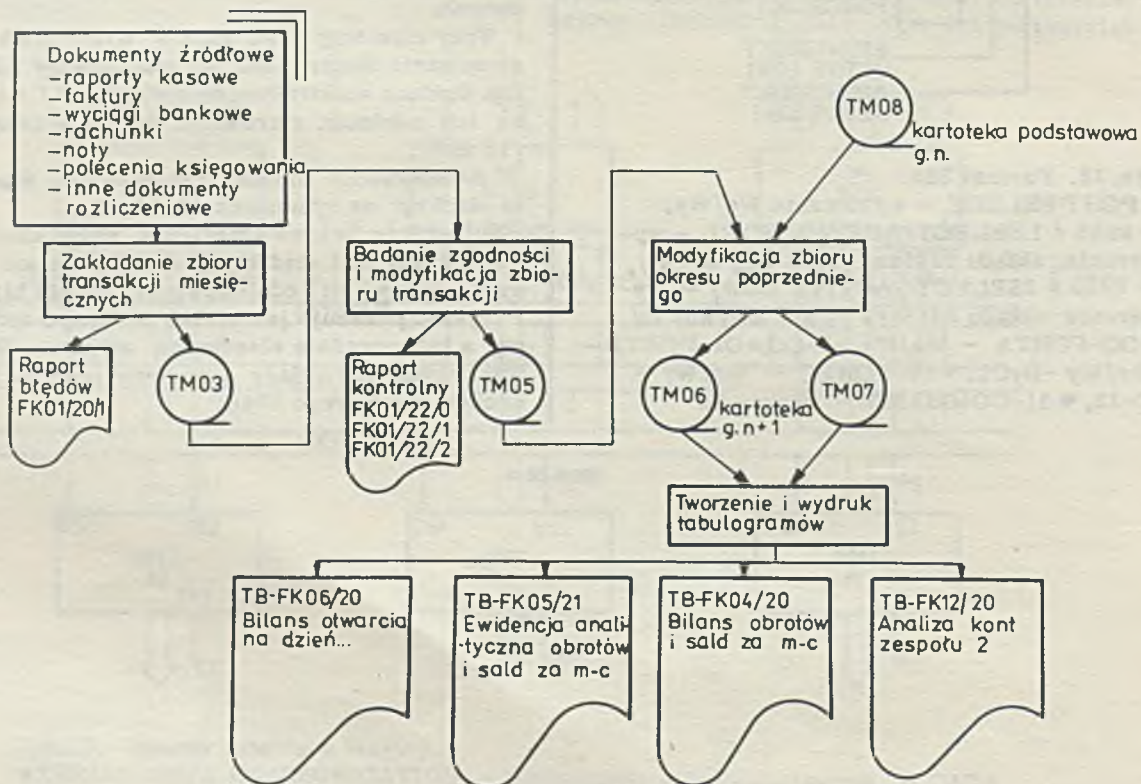 Dokumenty źródłowe
-raporty kasowe
-faktury
-wyciągi bankowe
-rachunki
-noty
-polecenia księgowania
-inne dokumenty
rozliczeniowe
TM08
kartoteka podstawowa
g.n.
Zakładanie zbioru
transakcji miesię-
cznych
Badanie zgodności
i modyfikacja zbio-
ru transakcji
Modyfikacja zbioru
okresu poprzednie-
go
Raport
błędów
FK01/20/1
TM03
Raport
kontrolny
FK01/22/0
FK01/22/1
FK01/22/2
TM05
TM06
kartoteka
g.n+1
TM07
Tworzenie i wydruk
tabulogramów
TB-FK06/20
Bilans otwarcia
na dzień...
TB-FK05/21
Ewidencja anali-
-tyczna obrotów
i sald za m-c
TB-FK04/20
Bilans obrotów
i sald za m-c
TB-FK12/20
Analiza kont
zespołu 2